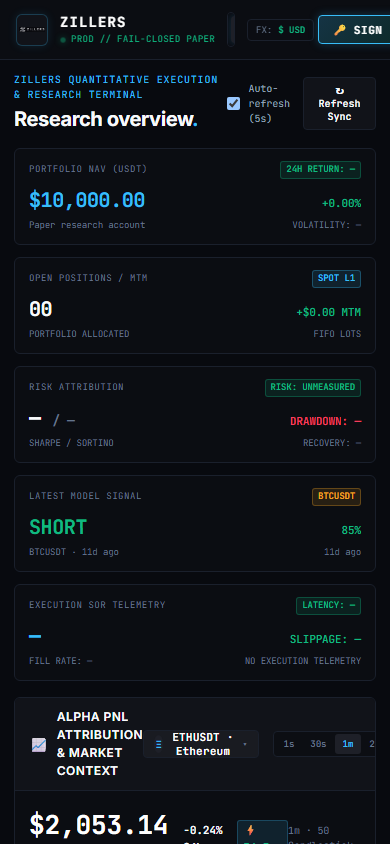 ZILLERS
PROD // FAIL-CLOSED PAPER
FX: $ USD
SIGN
ZILLERS QUANTITATIVE EXECUTION
& RESEARCH TERMINAL
Research overview.
Auto-
refresh
(5s)
↻
Refresh
Sync
PORTFOLIO NAV (USDT)
24H RETURN: —
$10,000.00
+0.00%
Paper research account
VOLATILITY: —
OPEN POSITIONS / MTM
SPOT L1
00
+$0.00 MTM
PORTFOLIO ALLOCATED
FIFO LOTS
RISK ATTRIBUTION
RISK: UNMEASURED
— / —
DRAWDOWN: —
SHARPE / SORTINO
RECOVERY: —
LATEST MODEL SIGNAL
BTCUSDT
SHORT
85%
BTCUSDT · 11d ago
11d ago
EXECUTION SOR TELEMETRY
LATENCY: —
—
SLIPPAGE: —
FILL RATE: —
NO EXECUTION TELEMETRY
ALPHA PNL
ATTRIBUTION
& MARKET
CONTEXT
ETHUSDT ·
Ethereum
1s 30s 1m 2
$2,053.14
-0.24%
1m · 50